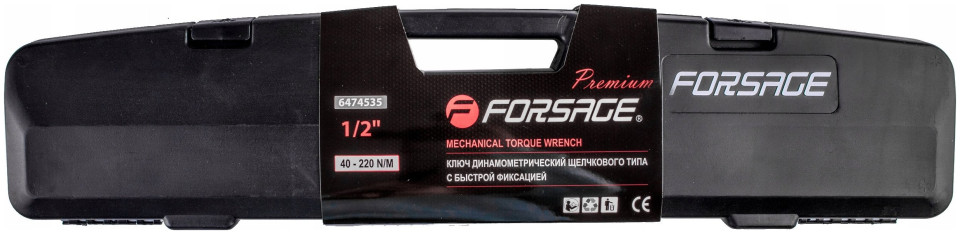 Premium
6474535
FORSAGE®
FORSAGE
1/2"
MECHANICAL TORQUE WRENCH
40 - 220 N/M
КЛЮЧ ДИНАМОМЕТРИЧЕСКИЙ ЩЕЛЧКОВОГО ТИПА
С БЫСТРОЙ ФИКСАЦИЕЙ
CE